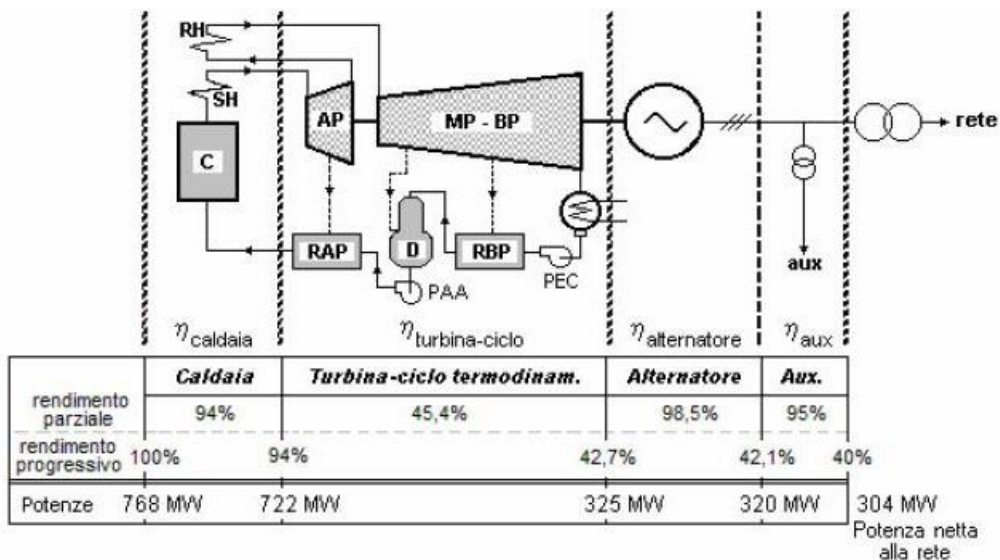 RH
SH
C
AP
MP - BP
rete
RAP
D
RBP
PAA
PEC
aux
η caldaia
η turbina-ciclo
η alternatore
η aux
Caldaia Turbina-ciclo termodinam. Alternatore Aux.
rendimento parziale 94% 45,4% 98,5% 95%
rendimento progressivo 100% 94% 42,7% 42,1% 40%
Potenze 768 MW 722 MW 325 MW 320 MW 304 MW
Potenza netta
alla rete